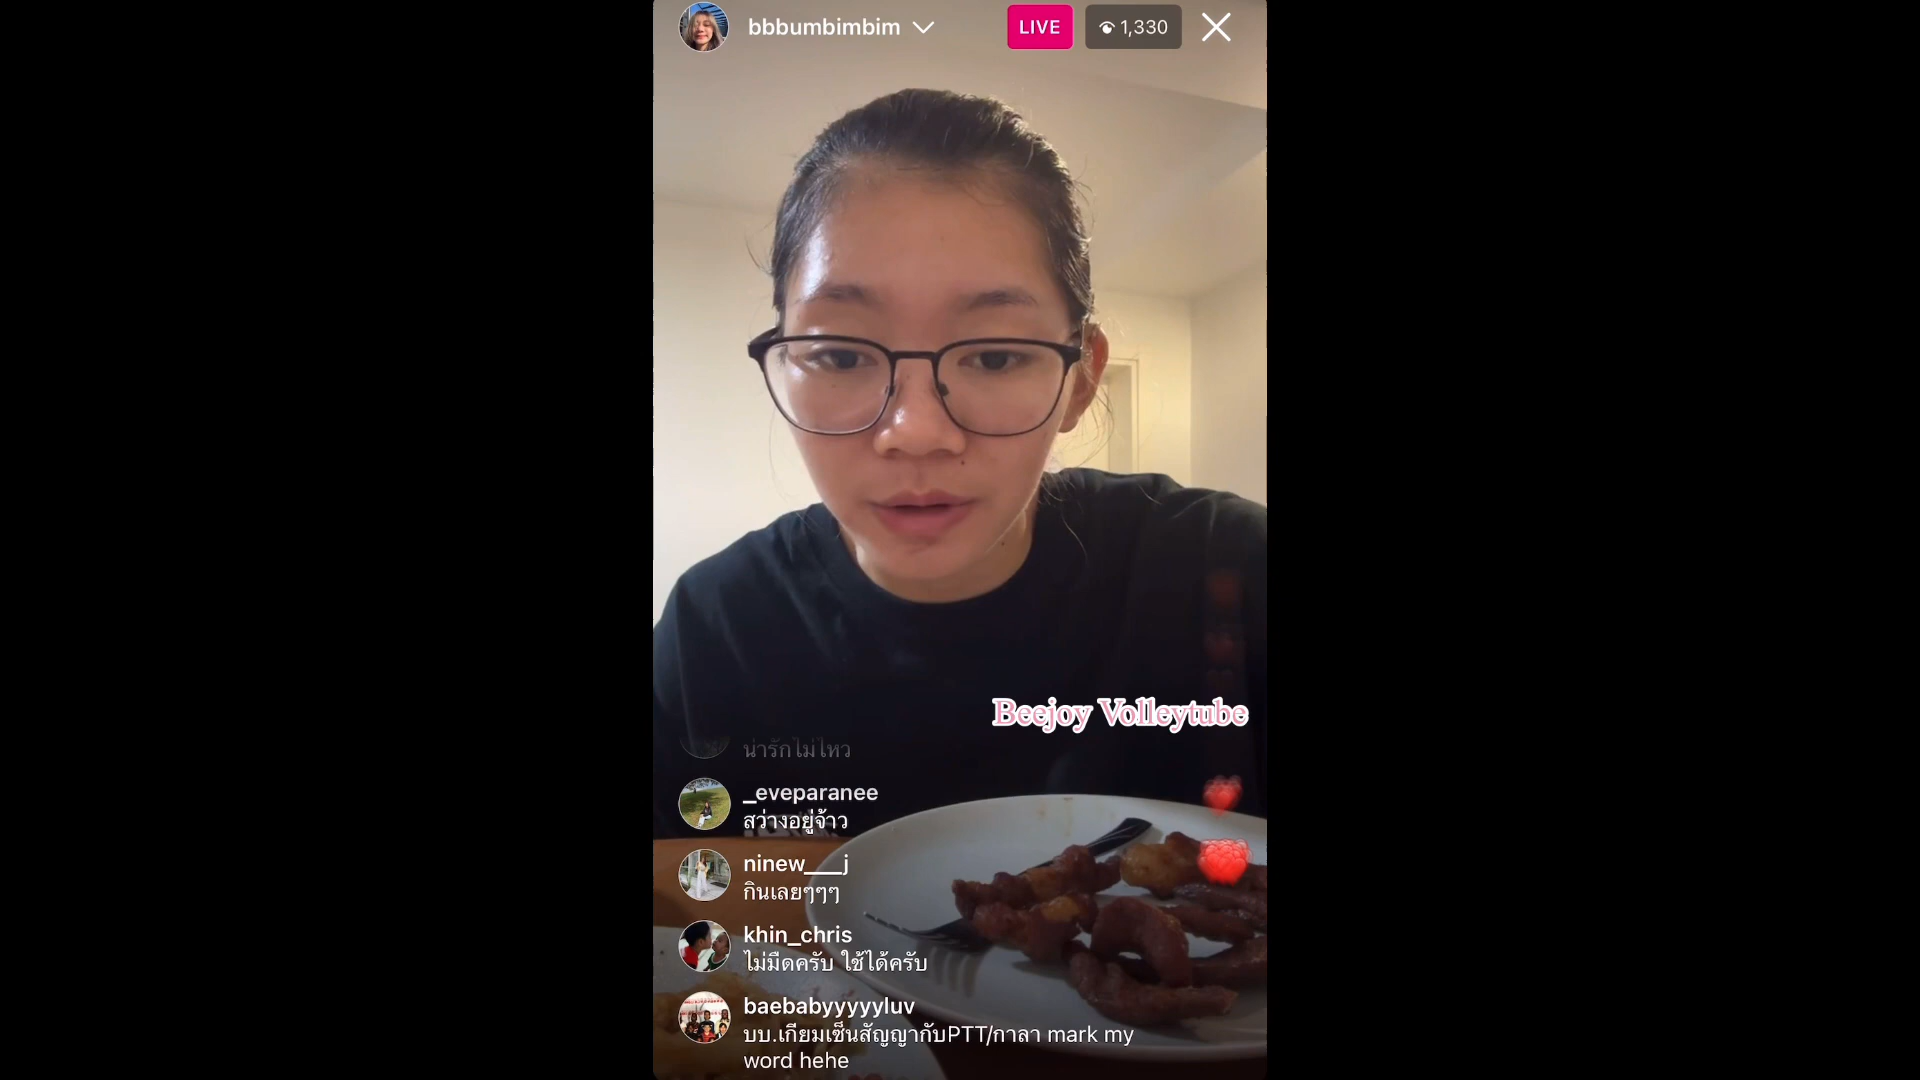 bbbumbimbim
LIVE
1,330
Beejoy Volleytube
น่ารักไม่ไหว
_eveparanee
สว่างอยู่จ้าว
ninew___j
กินเลยๆๆๆ
khin_chris
ไม่มืดครับ ใช้ได้ครับ
baebabyyyyyluv
บบ.เกียมเซ็นสัญญากับPTT/กาลา mark my
word hehe